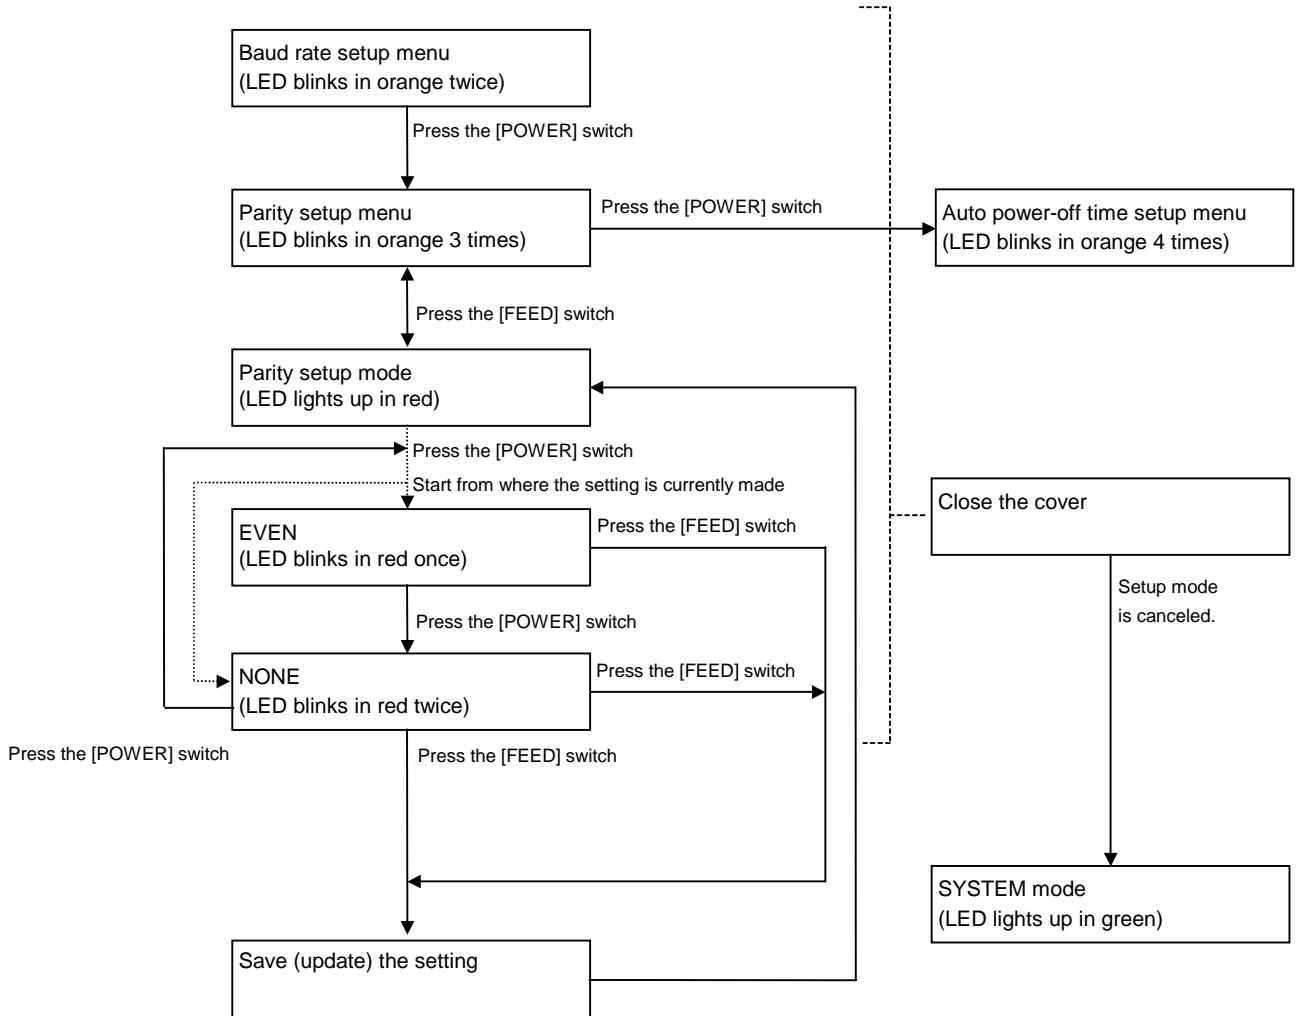 Baud rate setup menu
(LED blinks in orange twice)
Press the [POWER] switch
Parity setup menu
(LED blinks in orange 3 times)
Press the [POWER] switch
Auto power-off time setup menu
(LED blinks in orange 4 times)
Press the [FEED] switch
Parity setup mode
(LED lights up in red)
Press the [POWER] switch
Start from where the setting is currently made
EVEN
(LED blinks in red once)
Press the [FEED] switch
Close the cover
Setup mode
is canceled.
Press the [POWER] switch
NONE
(LED blinks in red twice)
Press the [FEED] switch
Press the [POWER] switch
Press the [FEED] switch
SYSTEM mode
(LED lights up in green)
Save (update) the setting